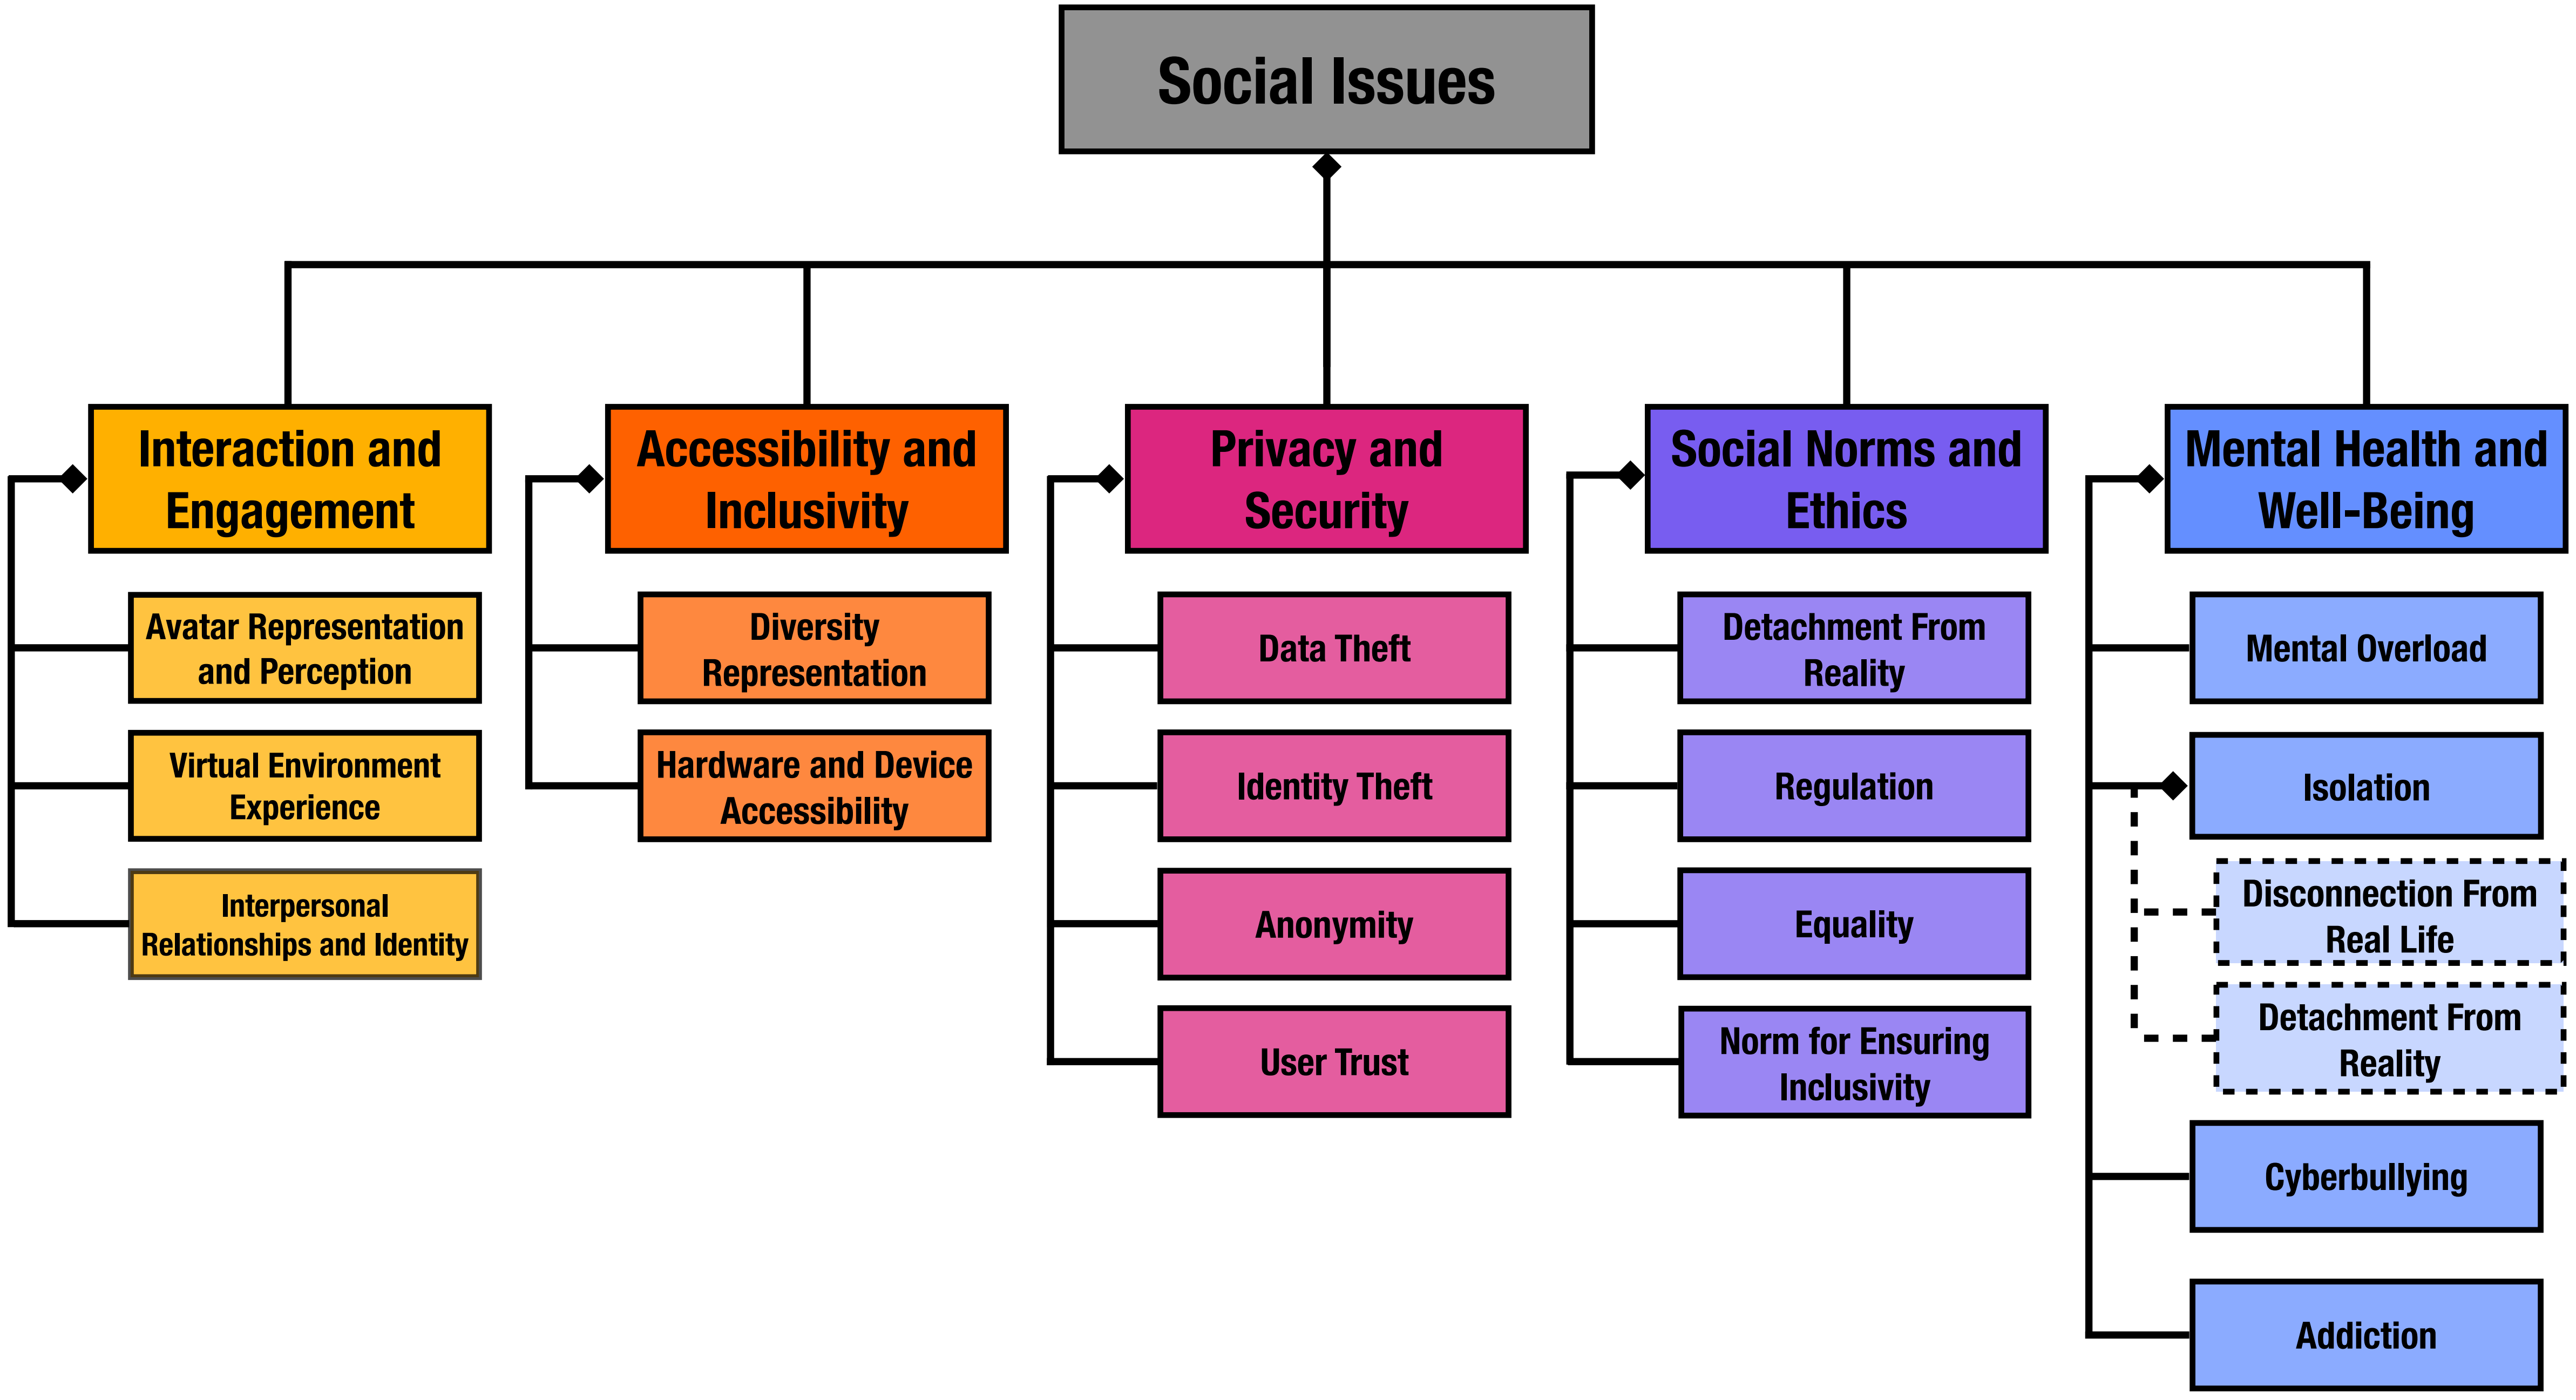 Social Issues
Interaction and
Engagement
Avatar Representation
and Perception
Virtual Environment
Experience
Interpersonal
Relationships and Identity
Accessibility and
Inclusivity
Diversity
Representation
Hardware and Device
Accessibility
Privacy and
Security
Data Theft
Identity Theft
Anonymity
User Trust
Social Norms and
Ethics
Detachment From
Reality
Regulation
Equality
Norm for Ensuring
Inclusivity
Mental Health and
Well-Being
Mental Overload
Isolation
Disconnection From
Real Life
Detachment From
Reality
Cyberbullying
Addiction